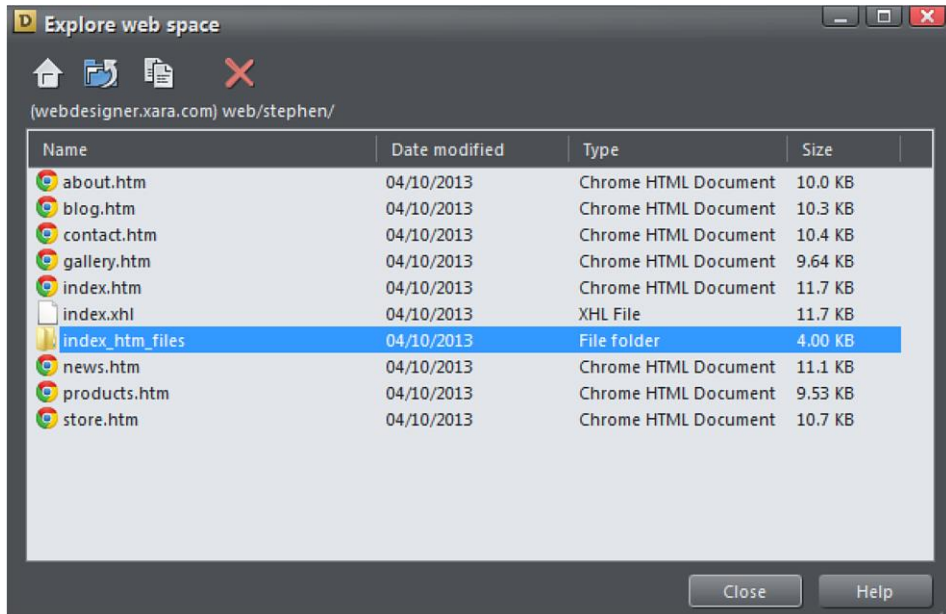 Explore web space
(webdesigner.xara.com) web/stephen/
Name Date modified Type Size
about.htm 04/10/2013 Chrome HTML Document 10.0 KB
blog.htm 04/10/2013 Chrome HTML Document 10.3 KB
contact.htm 04/10/2013 Chrome HTML Document 10.4 KB
gallery.htm 04/10/2013 Chrome HTML Document 9.64 KB
index.htm 04/10/2013 Chrome HTML Document 11.7 KB
index.xhl 04/10/2013 XHL File 11.7 KB
index_htm_files 04/10/2013 File folder 4.00 KB
news.htm 04/10/2013 Chrome HTML Document 11.1 KB
products.htm 04/10/2013 Chrome HTML Document 9.53 KB
store.htm 04/10/2013 Chrome HTML Document 10.7 KB
Close Help